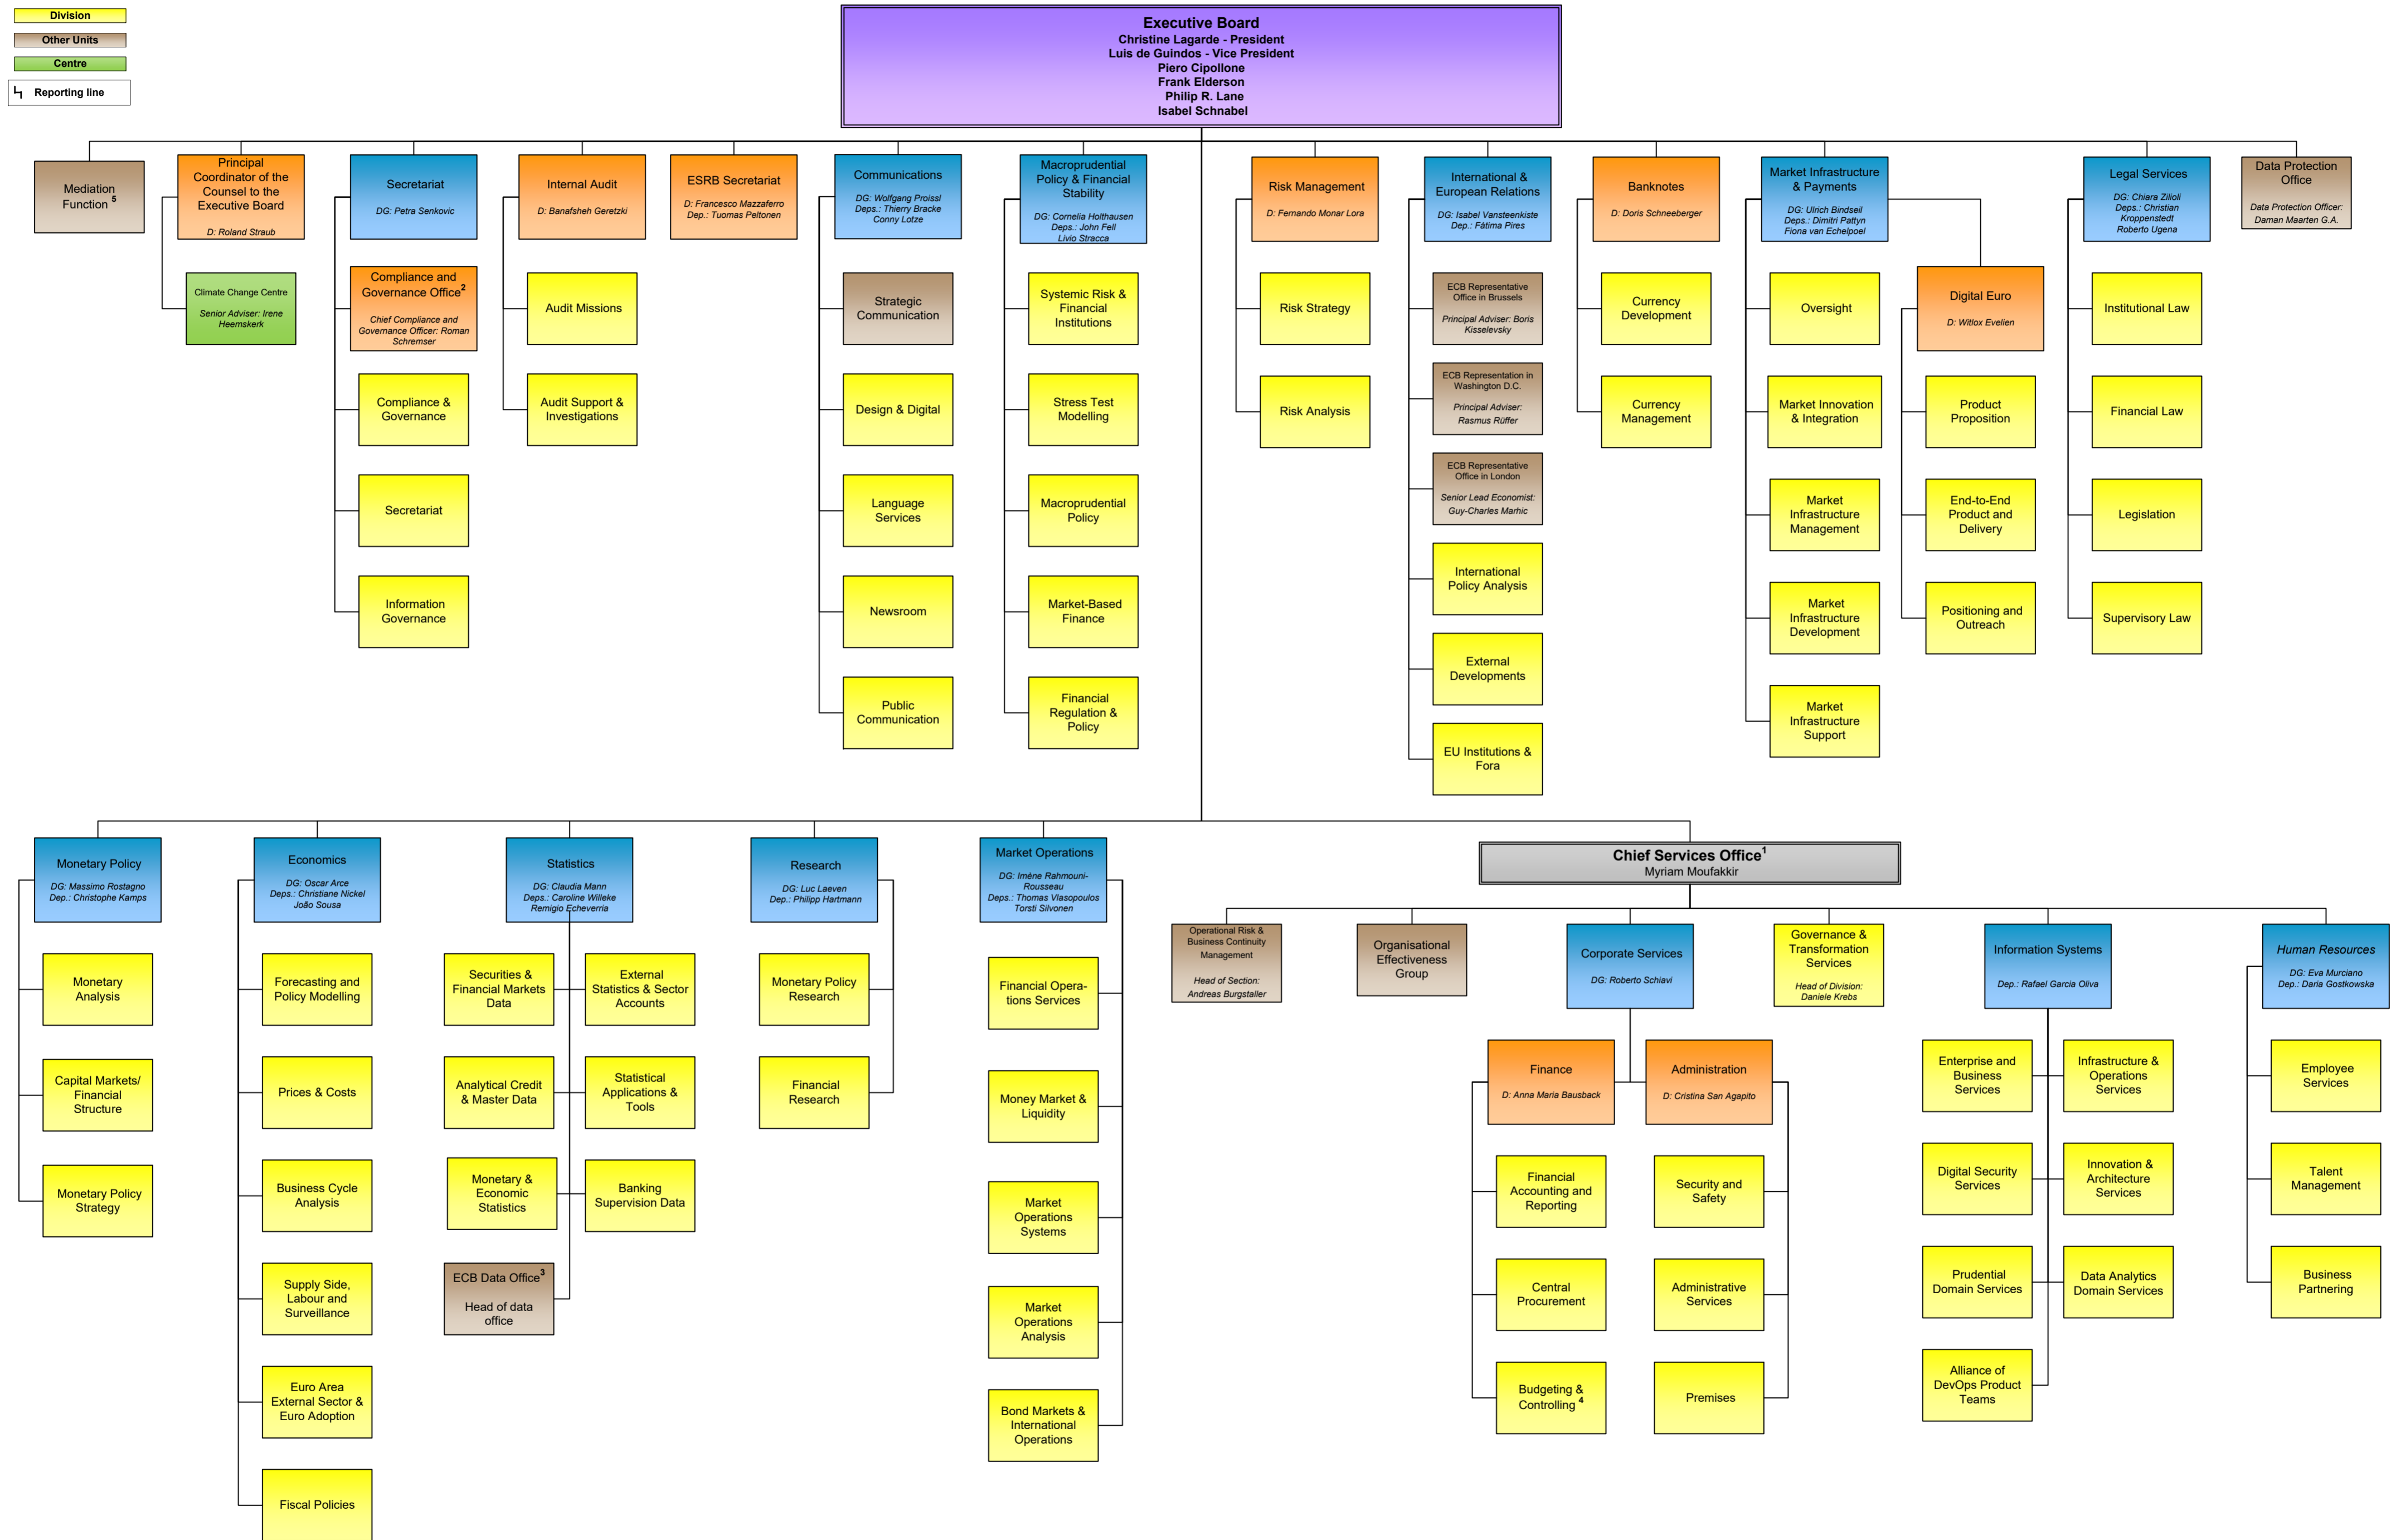 Division
Other Units
Centre
Reporting line
Executive Board
Christine Lagarde - President
Luis de Guindos - Vice President
Piero Cipollone
Frank Elderson
Philip R. Lane
Isabel Schnabel
Mediation
Function 5
Principal
Coordinator of the
Counsel to the
Executive Board
D: Roland Straub
Climate Change Centre
Senior Adviser: Irene
Heemskerk
Secretariat
DG: Petra Senkovic
Compliance and
Governance Office2
Chief Compliance and
Governance Officer: Roman
Schremser
Compliance &
Governance
Secretariat
Information
Governance
Internal Audit
D: Banafsheh Geretzki
Audit Missions
Audit Support &
Investigations
ESRB Secretariat
D: Francesco Mazzaferro
Dep.: Tuomas Peltonen
Communications
DG: Wolfgang Proissl
Deps.: Thierry Bracke
Conny Lotze
Strategic
Communication
Design & Digital
Language
Services
Newsroom
Public
Communication
Macroprudential
Policy & Financial
Stability
DG: Cornelia Holthausen
Deps.: John Fell
Livio Stracca
Systemic Risk &
Financial
Institutions
Stress Test
Modelling
Macroprudential
Policy
Market-Based
Finance
Financial
Regulation &
Policy
Risk Management
D: Fernando Monar Lora
Risk Strategy
Risk Analysis
International &
European Relations
DG: Isabel Vansteenkiste
Dep.: Fátima Pires
ECB Representative
Office in Brussels
Principal Adviser: Boris
Kisselevsky
ECB Representation in
Washington D.C.
Principal Adviser:
Rasmus Rüffer
ECB Representative
Office in London
Senior Lead Economist:
Guy-Charles Marhic
International
Policy Analysis
External
Developments
EU Institutions &
Fora
Banknotes
D: Doris Schneeberger
Currency
Development
Currency
Management
Market Infrastructure
& Payments
DG: Ulrich Bindseil
Deps.: Dimitri Pattyn
Fiona van Echelpoel
Oversight
Market Innovation
& Integration
Market
Infrastructure
Management
Market
Infrastructure
Development
Market
Infrastructure
Support
Digital Euro
D: Witlox Evelien
Product
Proposition
End-to-End
Product and
Delivery
Positioning and
Outreach
Legal Services
DG: Chiara Zilioli
Deps.: Christian
Kroppenstedt
Roberto Ugena
Institutional Law
Financial Law
Legislation
Supervisory Law
Data Protection
Office
Data Protection Officer:
Daman Maarten G.A.
Monetary Policy
DG: Massimo Rostagno
Dep.: Christophe Kamps
Monetary
Analysis
Capital Markets/
Financial
Structure
Monetary Policy
Strategy
Economics
DG: Oscar Arce
Deps.: Christiane Nickel
João Sousa
Forecasting and
Policy Modelling
Prices & Costs
Business Cycle
Analysis
Supply Side,
Labour and
Surveillance
Euro Area
External Sector &
Euro Adoption
Fiscal Policies
Statistics
DG: Claudia Mann
Deps.: Caroline Willeke
Remigio Echeverria
Securities &
Financial Markets
Data
External
Statistics & Sector
Accounts
Analytical Credit
& Master Data
Statistical
Applications &
Tools
Monetary &
Economic
Statistics
Banking
Supervision Data
ECB Data Office3
Head of data
office
Research
DG: Luc Laeven
Dep.: Philipp Hartmann
Monetary Policy
Research
Financial
Research
Market Operations
DG: Imène Rahmouni-
Rousseau
Deps.: Thomas Vlasopoulos
Torsti Silvonen
Financial Opera-
tions Services
Money Market &
Liquidity
Market
Operations
Systems
Market
Operations
Analysis
Bond Markets &
International
Operations
Chief Services Office1
Myriam Moufakkir
Operational Risk &
Business Continuity
Management
Head of Section:
Andreas Burgstaller
Organisational
Effectiveness
Group
Corporate Services
DG: Roberto Schiavi
Finance
D: Anna Maria Bausback
Financial
Accounting and
Reporting
Central
Procurement
Budgeting &
Controlling 4
Administration
D: Cristina San Agapito
Security and
Safety
Administrative
Services
Premises
Governance &
Transformation
Services
Head of Division:
Daniele Krebs
Information Systems
Dep.: Rafael Garcia Oliva
Enterprise and
Business
Services
Infrastructure &
Operations
Services
Digital Security
Services
Innovation &
Architecture
Services
Prudential
Domain Services
Data Analytics
Domain Services
Alliance of
DevOps Product
Teams
Human Resources
DG: Eva Murciano
Dep.: Daria Gostkowska
Employee
Services
Talent
Management
Business
Partnering